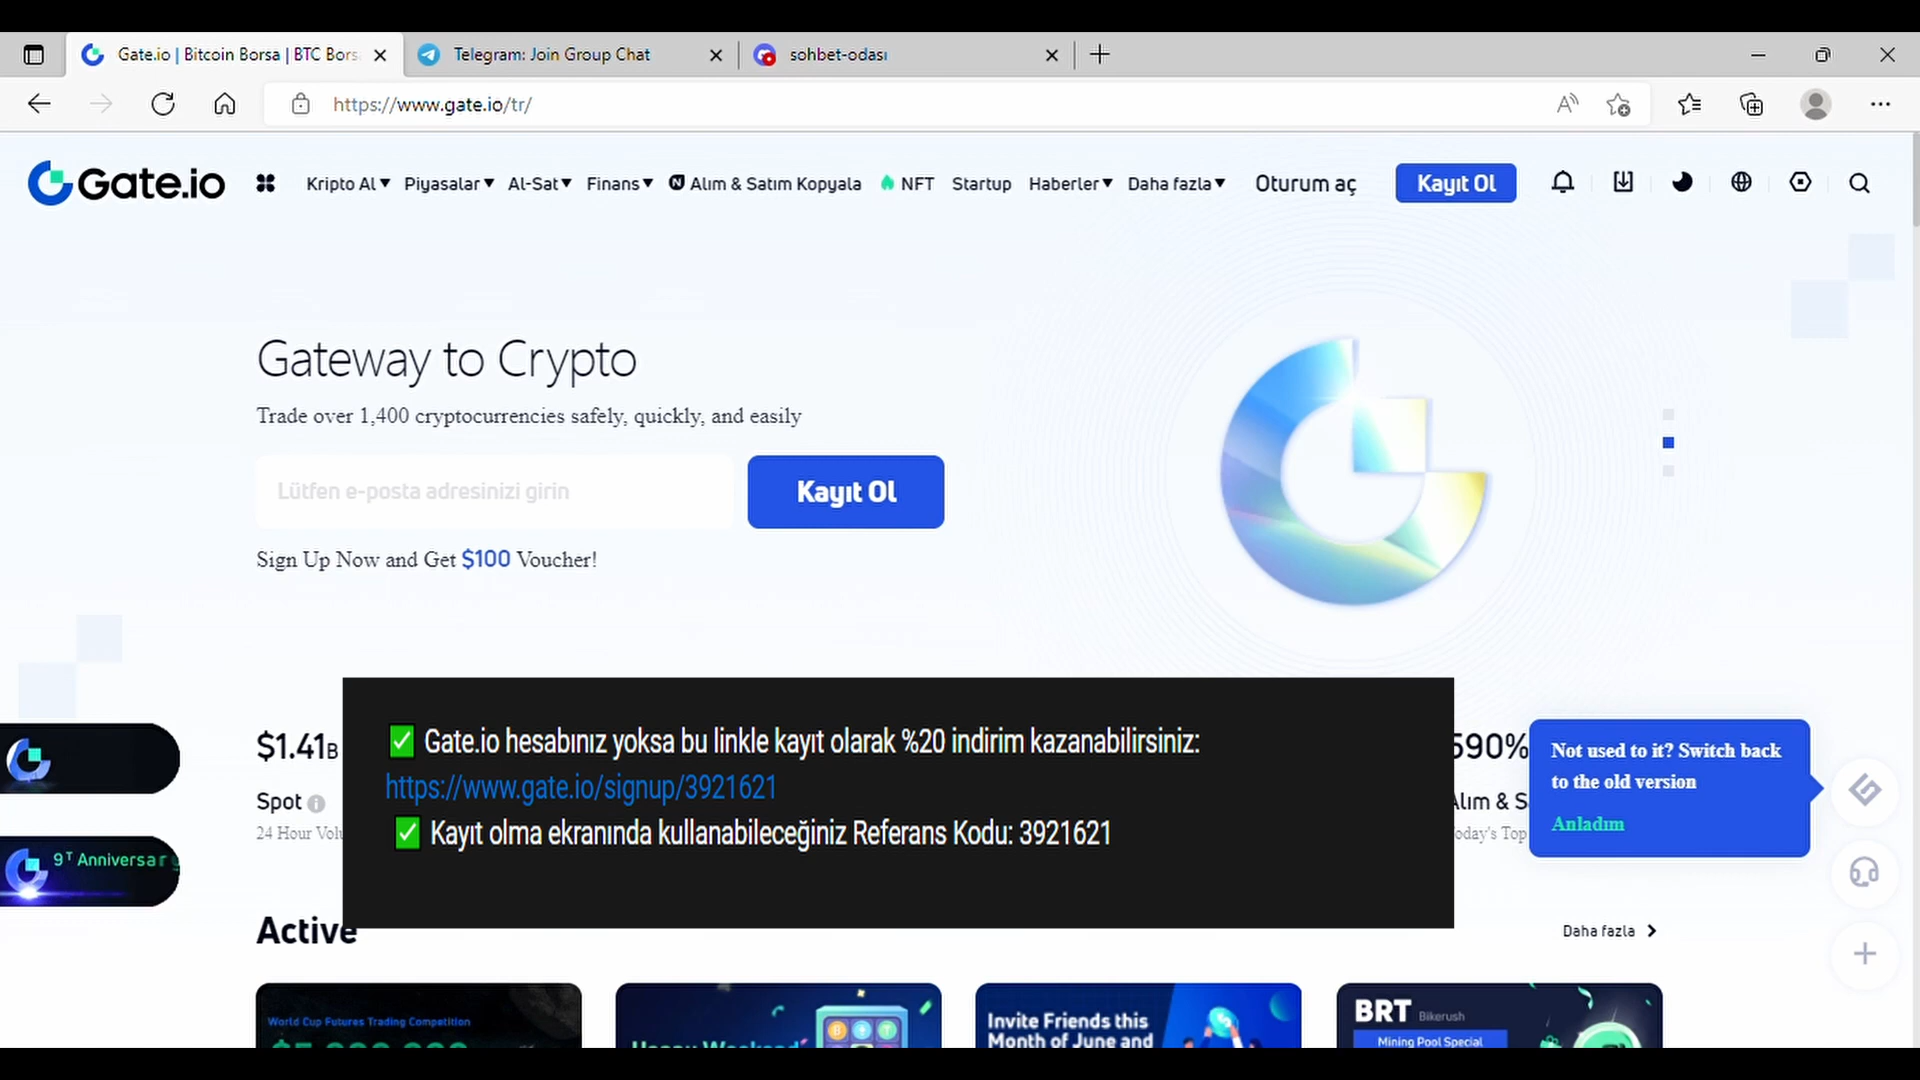 Gate.io | Bitcoin Borsa | BTC Bors
Telegram: Join Group Chat
sohbet-odası
https://www.gate.io/tr/
Gate.io
Kripto Al Piyasalar Al-Sat Finans Alım & Satım Kopyala NFT Startup Haberler Daha fazla Oturum aç Kayıt Ol
Gateway to Crypto
Trade over 1,400 cryptocurrencies safely, quickly, and easily
Lütfen e-posta adresinizi girin
Kayıt Ol
Sign Up Now and Get $100 Voucher!
$1.41B
Spot
24 Hour Volu
✅ Gate.io hesabınız yoksa bu linkle kayıt olarak %20 indirim kazanabilirsiniz:
https://www.gate.io/signup/3921621
✅ Kayıt olma ekranında kullanabileceğiniz Referans Kodu: 3921621
590%
Alım & S
Today's Top
Not used to it? Switch back
to the old version
Anladım
9T Anniversary
Active
Daha fazla
World Cup Futures Trading Competition
Happy Weekend
Invite Friends this
Month of June and
BRT Bikerush
Mining Pool Special